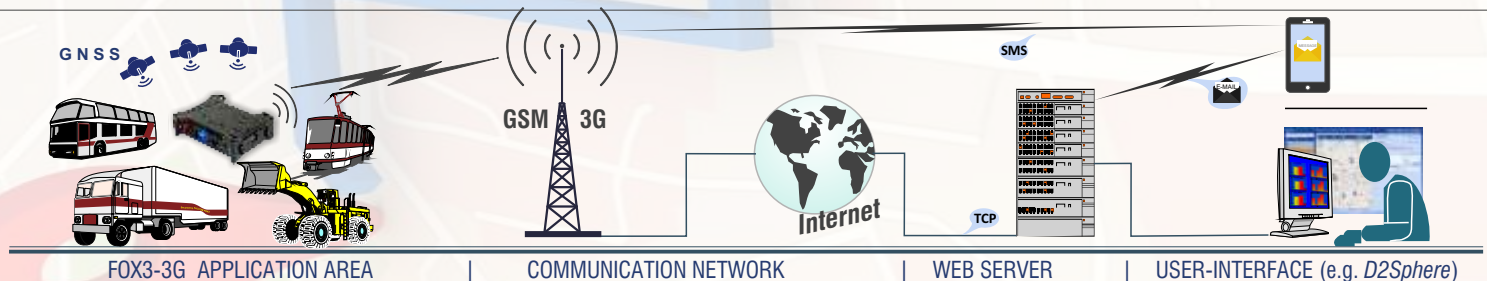 GNSS
GSM 3G
SMS
E-MAIL
Internet
TCP
FOX3-3G APPLICATION AREA | COMMUNICATION NETWORK | WEB SERVER | USER-INTERFACE (e.g. D2Sphere)